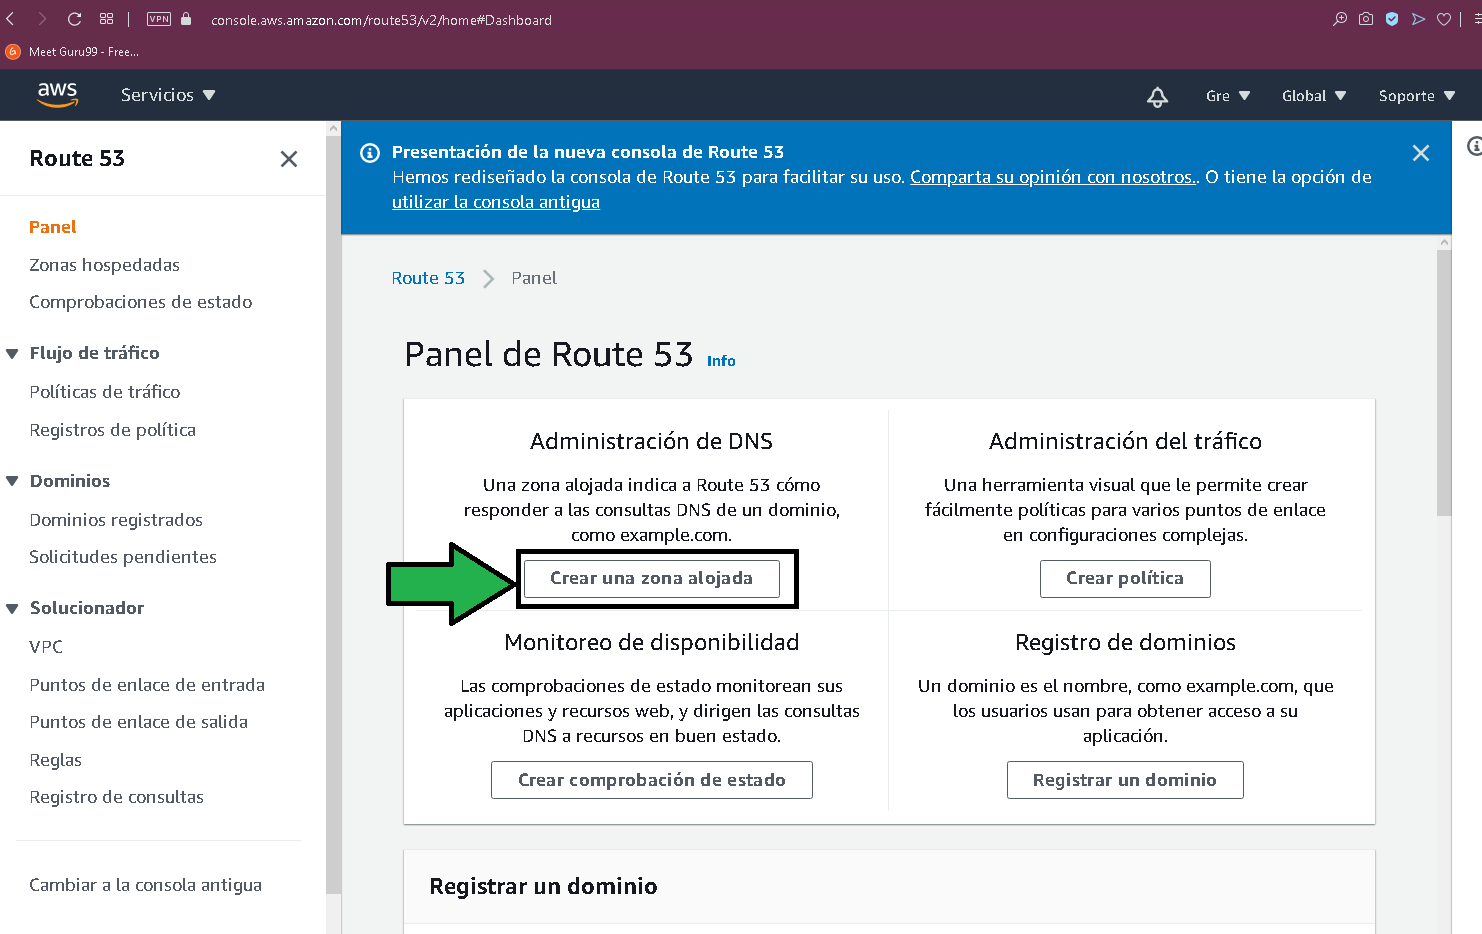 VPN
console.aws.amazon.com/route53/v2/home#Dashboard
G Meet Guru99 - Free...
aws
Servicios
Gre
Global
Soporte
Route 53
Panel
Zonas hospedadas
Comprobaciones de estado
Flujo de tráfico
Políticas de tráfico
Registros de política
Dominios
Dominios registrados
Solicitudes pendientes
Solucionador
VPC
Puntos de enlace de entrada
Puntos de enlace de salida
Reglas
Registro de consultas
Cambiar a la consola antigua
Presentación de la nueva consola de Route 53
Hemos rediseñado la consola de Route 53 para facilitar su uso. Comparta su opinión con nosotros.. O tiene la opción de
utilizar la consola antigua
Route 53 > Panel
Panel de Route 53 Info
Administración de DNS
Una zona alojada indica a Route 53 cómo
responder a las consultas DNS de un dominio,
como example.com.
Crear una zona alojada
Administración del tráfico
Una herramienta visual que le permite crear
fácilmente políticas para varios puntos de enlace
en configuraciones complejas.
Crear política
Monitoreo de disponibilidad
Las comprobaciones de estado monitorean sus
aplicaciones y recursos web, y dirigen las consultas
DNS a recursos en buen estado.
Crear comprobación de estado
Registro de dominios
Un dominio es el nombre, como example.com, que
los usuarios usan para obtener acceso a su
aplicación.
Registrar un dominio
Registrar un dominio